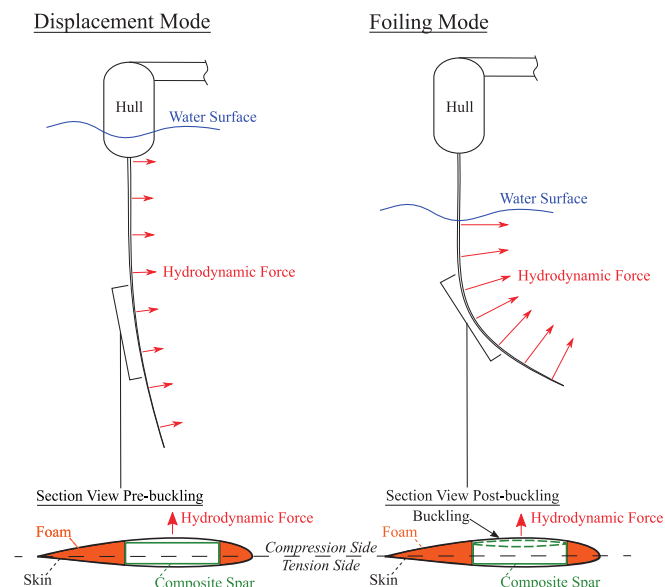 Displacement Mode
Hull
Water Surface
Hydrodynamic Force
Section View Pre-buckling
Hydrodynamic Force
Foam
Skin
Composite Spar
Compression Side
Tension Side
Foiling Mode
Hull
Water Surface
Hydrodynamic Force
Section View Post-buckling
Buckling
Hydrodynamic Force
Foam
Skin
Composite Spar